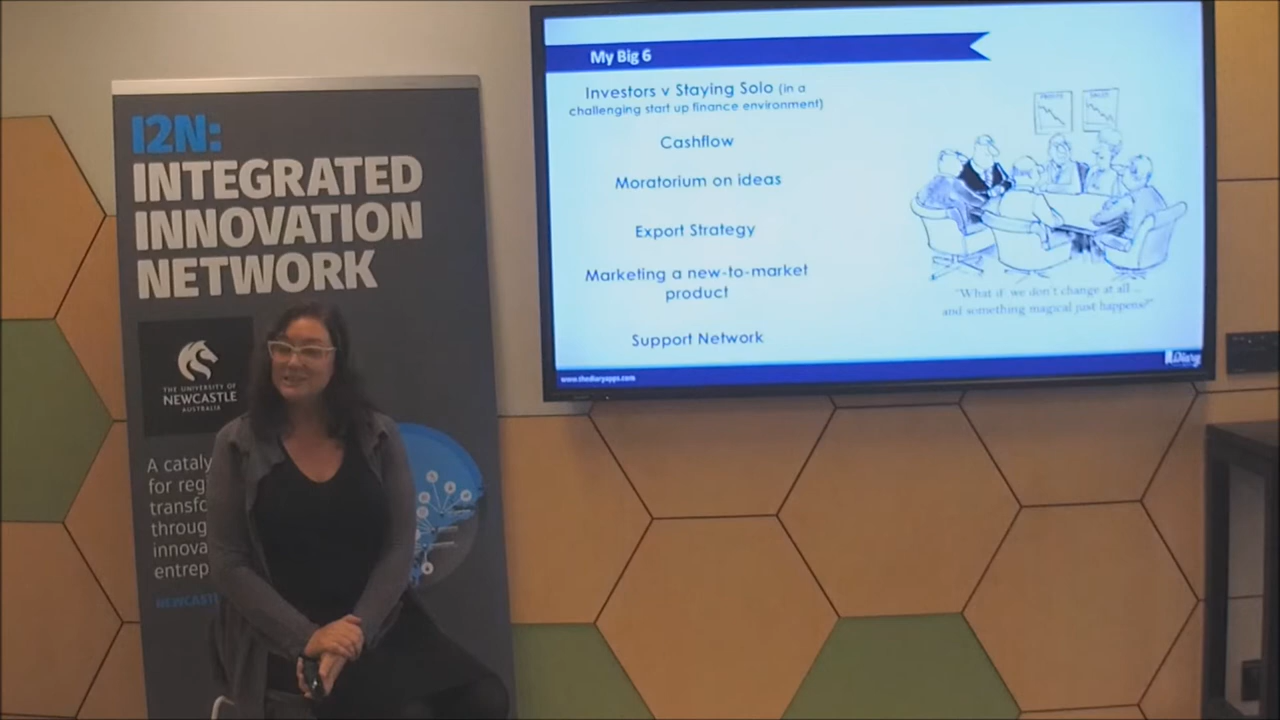 I2N:
INTEGRATED
INNOVATION
NETWORK
THE UNIVERSITY OF
NEWCASTLE
AUSTRALIA
A cataly
for reg
transfo
throug
innova
entrep
NEWCASTL
My Big 6
Investors v Staying Solo (in a
challenging start up finance environment)
Cashflow
Moratorium on ideas
Export Strategy
Marketing a new-to-market
product
Support Network
PROFITS
SALES
"What if we don't change at all ...
and something magical just happens?"
www.thediaryapps.com
Diary